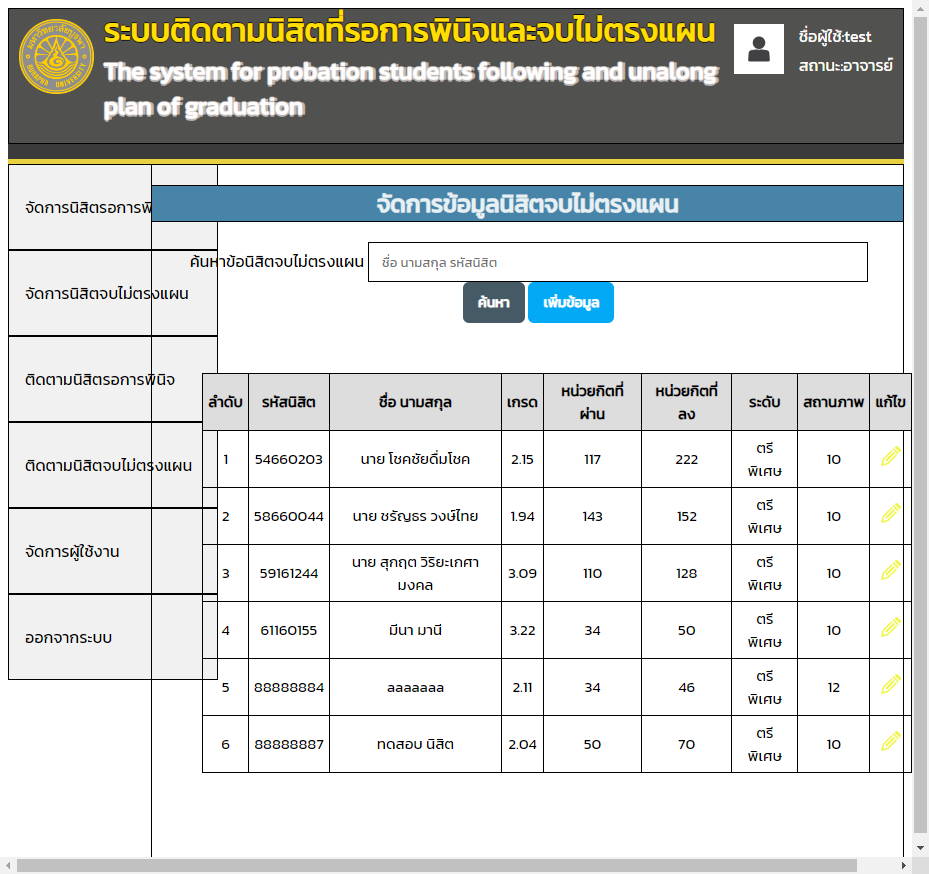 ระบบติดตามนิสิตที่รอการพินิจและจบไม่ตรงแผน
The system for probation students following and unalong
plan of graduation
ชื่อผู้ใช้:test
สถานะ:อาจารย์
จัดการนิสิตรอการพิ
จัดการนิสิตจบไม่ตรงแผน
ติดตามนิสิตรอการพินิจ
ติดตามนิสิตจบไม่ตรงแผน
จัดการผู้ใช้งาน
ออกจากระบบ
จัดการข้อมูลนิสิตจบไม่ตรงแผน
ค้นหาข้อนิสิตจบไม่ตรงแผน ชื่อ นามสกุล รหัสนิสิต
ค้นหา เพิ่มข้อมูล
ลำดับ รหัสนิสิต ชื่อ นามสกุล เกรด หน่วยกิตที่ผ่าน หน่วยกิตที่ลง ระดับ สถานภาพ แก้ไข
1 54660203 นาย โชคชัยดื่มโชค 2.15 117 222 ตรี พิเศษ 10
2 58660044 นาย ชรัญธร วงษ์ไทย 1.94 143 152 ตรี พิเศษ 10
3 59161244 นาย สุกฤต วิริยะเกศามงคล 3.09 110 128 ตรี พิเศษ 10
4 61160155 มีนา มานี 3.22 34 50 ตรี พิเศษ 10
5 88888884 aaaaaaa 2.11 34 46 ตรี พิเศษ 12
6 88888887 ทดสอบ นิสิต 2.04 50 70 ตรี พิเศษ 10